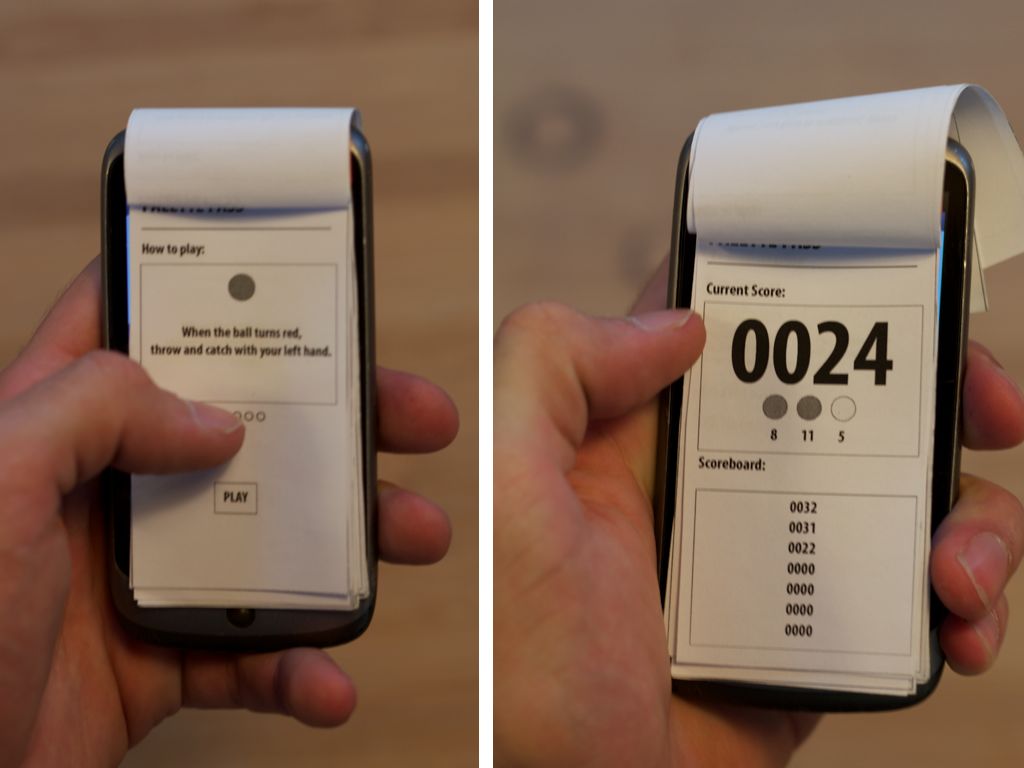 How to play:
When the ball turns red,
throw and catch with your left hand.
PLAY
Current Score:
0024
8 11 5
Scoreboard:
0032
0031
0022
0000
0000
0000
0000